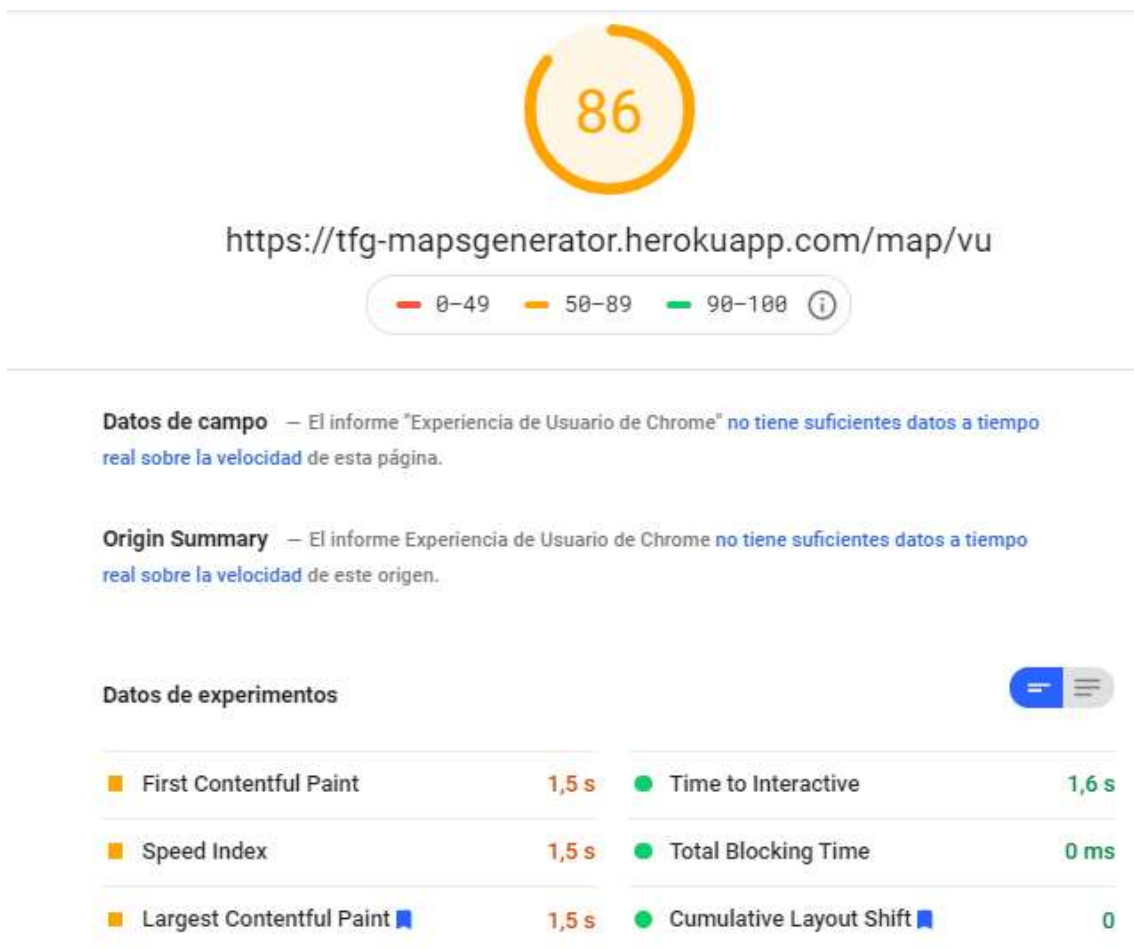 86
https://tfg-mapsgenerator.herokuapp.com/map/vu
0–49 50–89 90–100
Datos de campo — El informe "Experiencia de Usuario de Chrome" no tiene suficientes datos a tiempo
real sobre la velocidad de esta página.
Origin Summary — El informe Experiencia de Usuario de Chrome no tiene suficientes datos a tiempo
real sobre la velocidad de este origen.
Datos de experimentos
First Contentful Paint 1,5 s Time to Interactive 1,6 s
Speed Index 1,5 s Total Blocking Time 0 ms
Largest Contentful Paint 1,5 s Cumulative Layout Shift 0